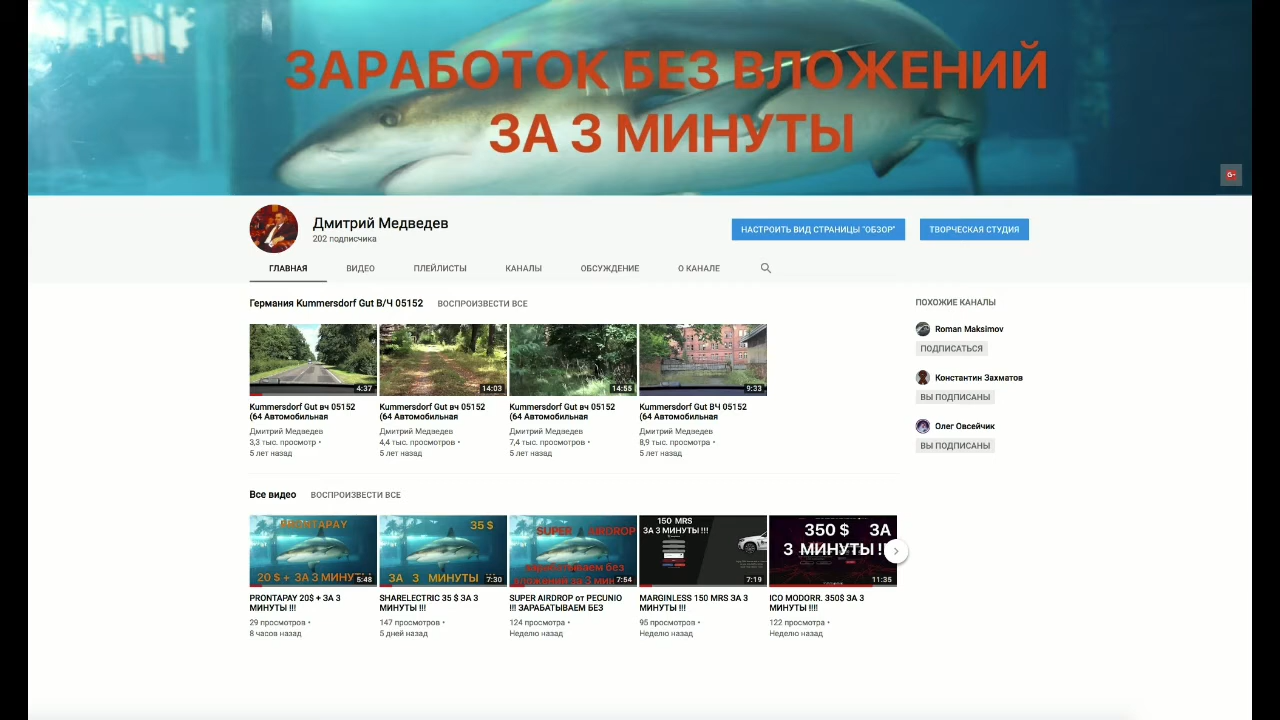 ЗАРАБОТОК БЕЗ ВЛОЖЕНИЙ
ЗА 3 МИНУТЫ
G+
Дмитрий Медведев
202 подписчика
НАСТРОИТЬ ВИД СТРАНИЦЫ "ОБЗОР"
ТВОРЧЕСКАЯ СТУДИЯ
ГЛАВНАЯ
ВИДЕО
ПЛЕЙЛИСТЫ
КАНАЛЫ
ОБСУЖДЕНИЕ
О КАНАЛЕ
Германия Kummersdorf Gut В/Ч 05152
ВОСПРОИЗВЕСТИ ВСЕ
4:37
14:03
14:55
9:33
Kummersdorf Gut вч 05152
(64 Автомобильная
Дмитрий Медведев
3,3 тыс. просмотр •
5 лет назад
Kummersdorf Gut вч 05152
(64 Автомобильная
Дмитрий Медведев
4,4 тыс. просмотров •
5 лет назад
Kummersdorf Gut вч 05152
(64 Автомобильная
Дмитрий Медведев
7,4 тыс. просмотров •
5 лет назад
Kummersdorf Gut ВЧ 05152
(64 Автомобильная
Дмитрий Медведев
8,9 тыс. просмотра •
5 лет назад
ПОХОЖИЕ КАНАЛЫ
Roman Maksimov
ПОДПИСАТЬСЯ
Константин Захматов
ВЫ ПОДПИСАНЫ
Олег Овсейчик
ВЫ ПОДПИСАНЫ
Все видео
ВОСПРОИЗВЕСТИ ВСЕ
PRONTAPAY
20 $ + ЗА 3 МИНУТЫ
5:48
PRONTAPAY 20$ + ЗА 3
МИНУТЫ !!!
29 просмотров •
8 часов назад
35 $
ЗА 3 МИНУТЫ
7:30
SHARELECTRIC 35 $ ЗА 3
МИНУТЫ !!!
147 просмотров •
5 дней назад
SUPER AIRDROP
зарабатываем без
вложения за 3 мин
7:54
SUPER AIRDROP от PECUNIO
!!! ЗАРАБАТЫВАЕМ БЕЗ
124 просмотра •
Неделю назад
150 MRS
ЗА 3 МИНУТЫ !!!
7:19
MARGINLESS 150 MRS ЗА 3
МИНУТЫ !!!
95 просмотров •
Неделю назад
350 $ ЗА
3 МИНУТЫ !!
11:35
ICO MODORR. 350$ ЗА 3
МИНУТЫ !!!!
122 просмотра •
Неделю назад